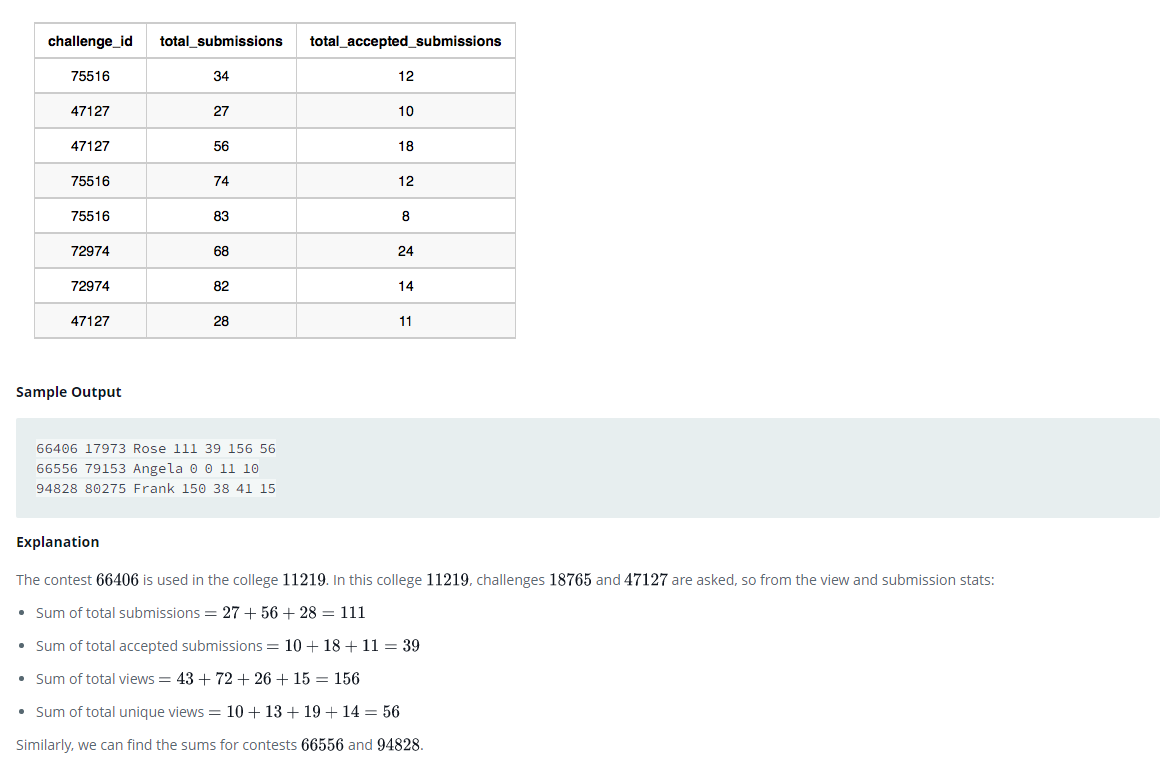 challenge_id total_submissions total_accepted_submissions
75516 34 12
47127 27 10
47127 56 18
75516 74 12
75516 83 8
72974 68 24
72974 82 14
47127 28 11
Sample Output
66406 17973 Rose 111 39 156 56
66556 79153 Angela 0 0 11 10
94828 80275 Frank 150 38 41 15
Explanation
The contest 66406 is used in the college 11219. In this college 11219, challenges 18765 and 47127 are asked, so from the view and submission stats:
• Sum of total submissions = 27 + 56 + 28 = 111
• Sum of total accepted submissions = 10 + 18 + 11 = 39
• Sum of total views = 43 + 72 + 26 + 15 = 156
• Sum of total unique views = 10 + 13 + 19 + 14 = 56
Similarly, we can find the sums for contests 66556 and 94828.